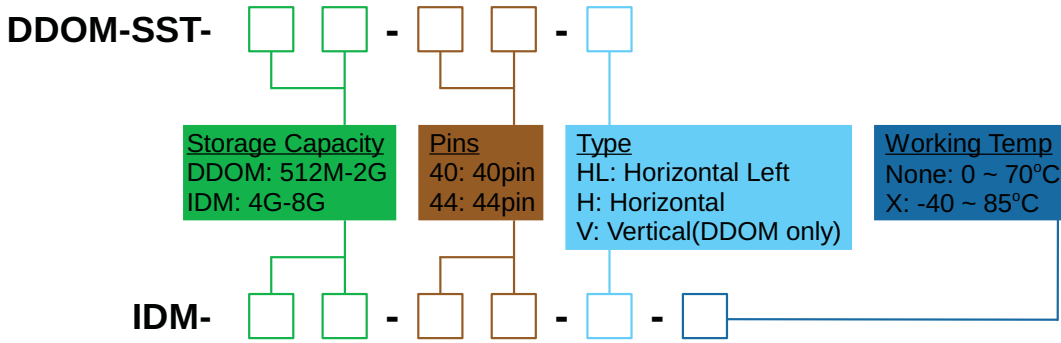 DDOM-SST- - -
Storage Capacity
DDOM: 512M-2G
IDM: 4G-8G
Pins
40: 40pin
44: 44pin
Type
HL: Horizontal Left
H: Horizontal
V: Vertical(DDOM only)
Working Temp
None: 0 ~ 70°C
X: -40 ~ 85°C
IDM- - - -